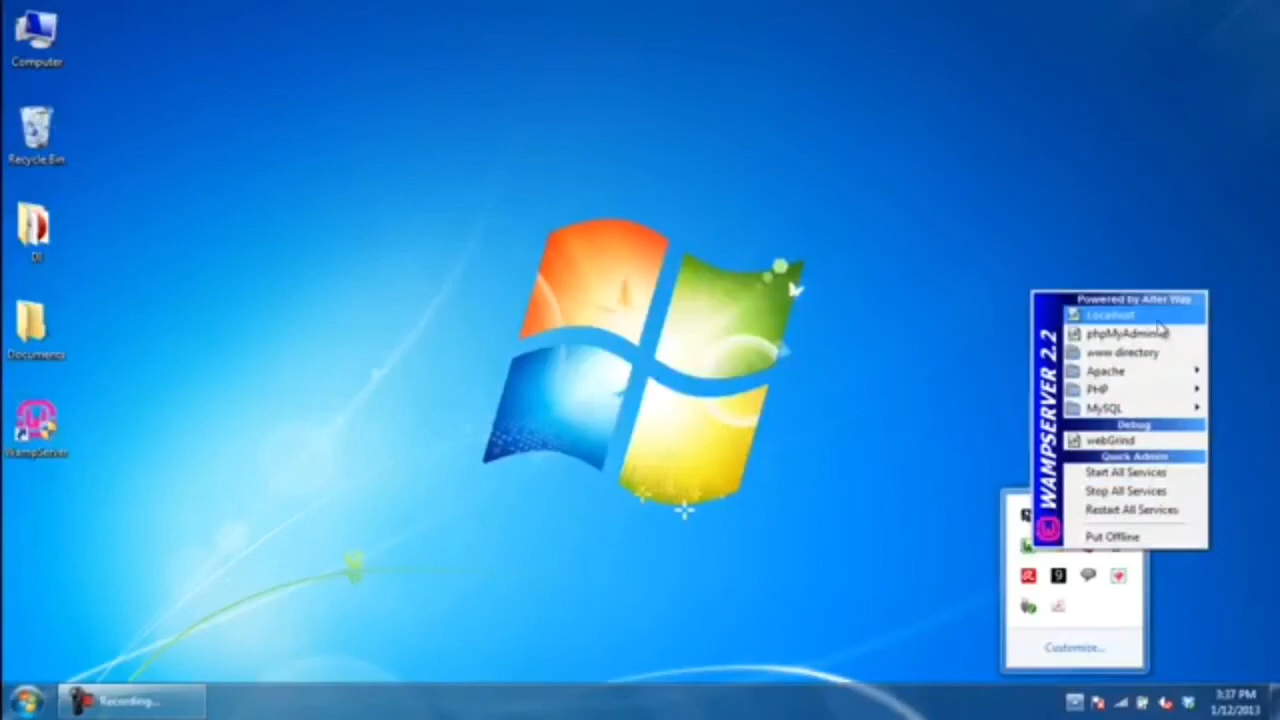 Computer
Recycle Bin
DJ
Documents
WampServer
Powered by Alter Way
Localhost
phpMyAdmin
www directory
Apache
PHP
MySQL
Debug
webGrind
Quick Admin
Start All Services
Stop All Services
Restart All Services
Put Offline
WAMPSERVER 2.2
9
Customize...
Recording...
3:37 PM
1/12/2013